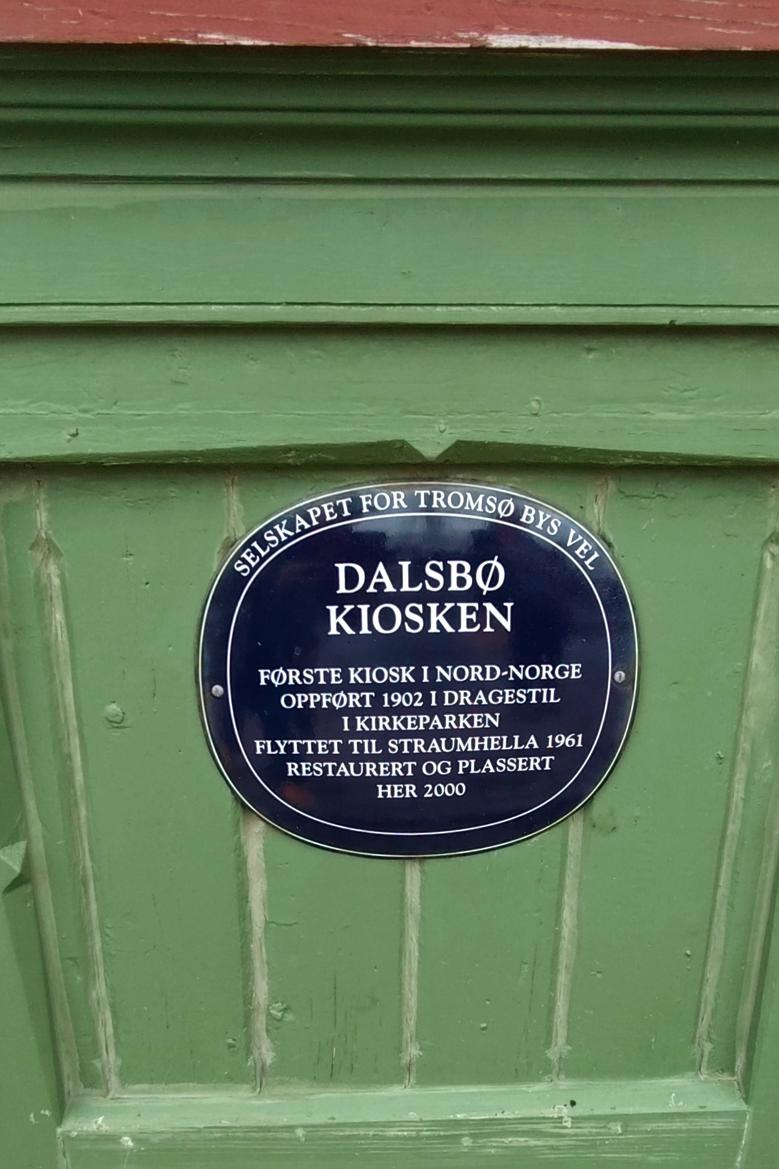 SELSKAPET FOR TROMSØ BYS VEL
DALSBØ
KIOSKEN
FØRSTE KIOSK I NORD-NORGE
OPPFØRT 1902 I DRAGESTIL
I KIRKEPARKEN
FLYTTET TIL STRAUMHELLA 1961
RESTAURERT OG PLASSERT
HER 2000